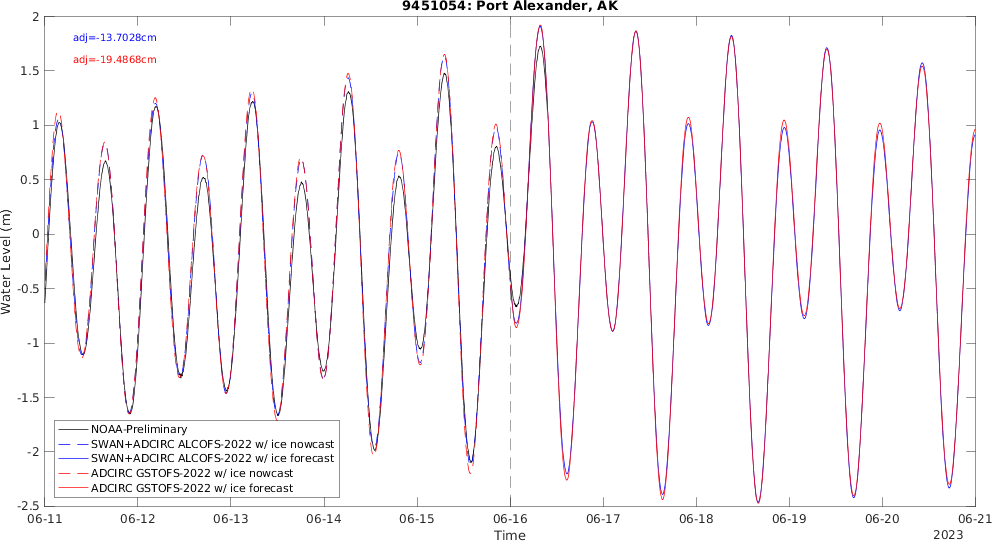 9451054: Port Alexander, AK
adj=-13.7028cm
adj=-19.4868cm
Water Level (m)
2
1.5
1
0.5
0
-0.5
-1
-1.5
-2
-2.5
NOAA-Preliminary
SWAN+ADCIRC ALCOFS-2022 w/ ice nowcast
SWAN+ADCIRC ALCOFS-2022 w/ ice forecast
ADCIRC GSTOFS-2022 w/ ice nowcast
ADCIRC GSTOFS-2022 w/ ice forecast
06-11 06-12 06-13 06-14 06-15 06-16 06-17 06-18 06-19 06-20 06-21
Time
2023